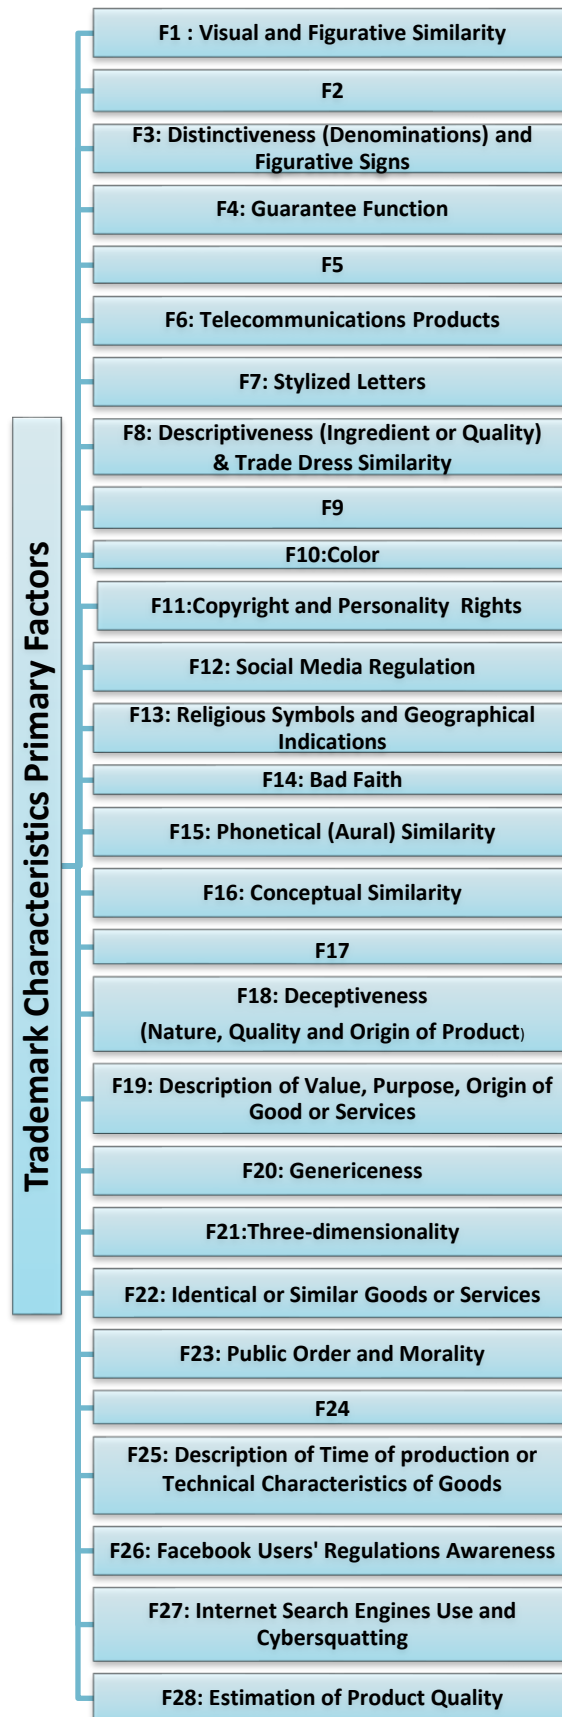 Trademark Characteristics Primary Factors
F1 : Visual and Figurative Similarity
F2
F3: Distinctiveness (Denominations) and
Figurative Signs
F4: Guarantee Function
F5
F6: Telecommunications Products
F7: Stylized Letters
F8: Descriptiveness (Ingredient or Quality)
& Trade Dress Similarity
F9
F10:Color
F11:Copyright and Personality Rights
F12: Social Media Regulation
F13: Religious Symbols and Geographical
Indications
F14: Bad Faith
F15: Phonetical (Aural) Similarity
F16: Conceptual Similarity
F17
F18: Deceptiveness
(Nature, Quality and Origin of Product)
F19: Description of Value, Purpose, Origin of
Good or Services
F20: Genericeness
F21:Three-dimensionality
F22: Identical or Similar Goods or Services
F23: Public Order and Morality
F24
F25: Description of Time of production or
Technical Characteristics of Goods
F26: Facebook Users' Regulations Awareness
F27: Internet Search Engines Use and
Cybersquatting
F28: Estimation of Product Quality